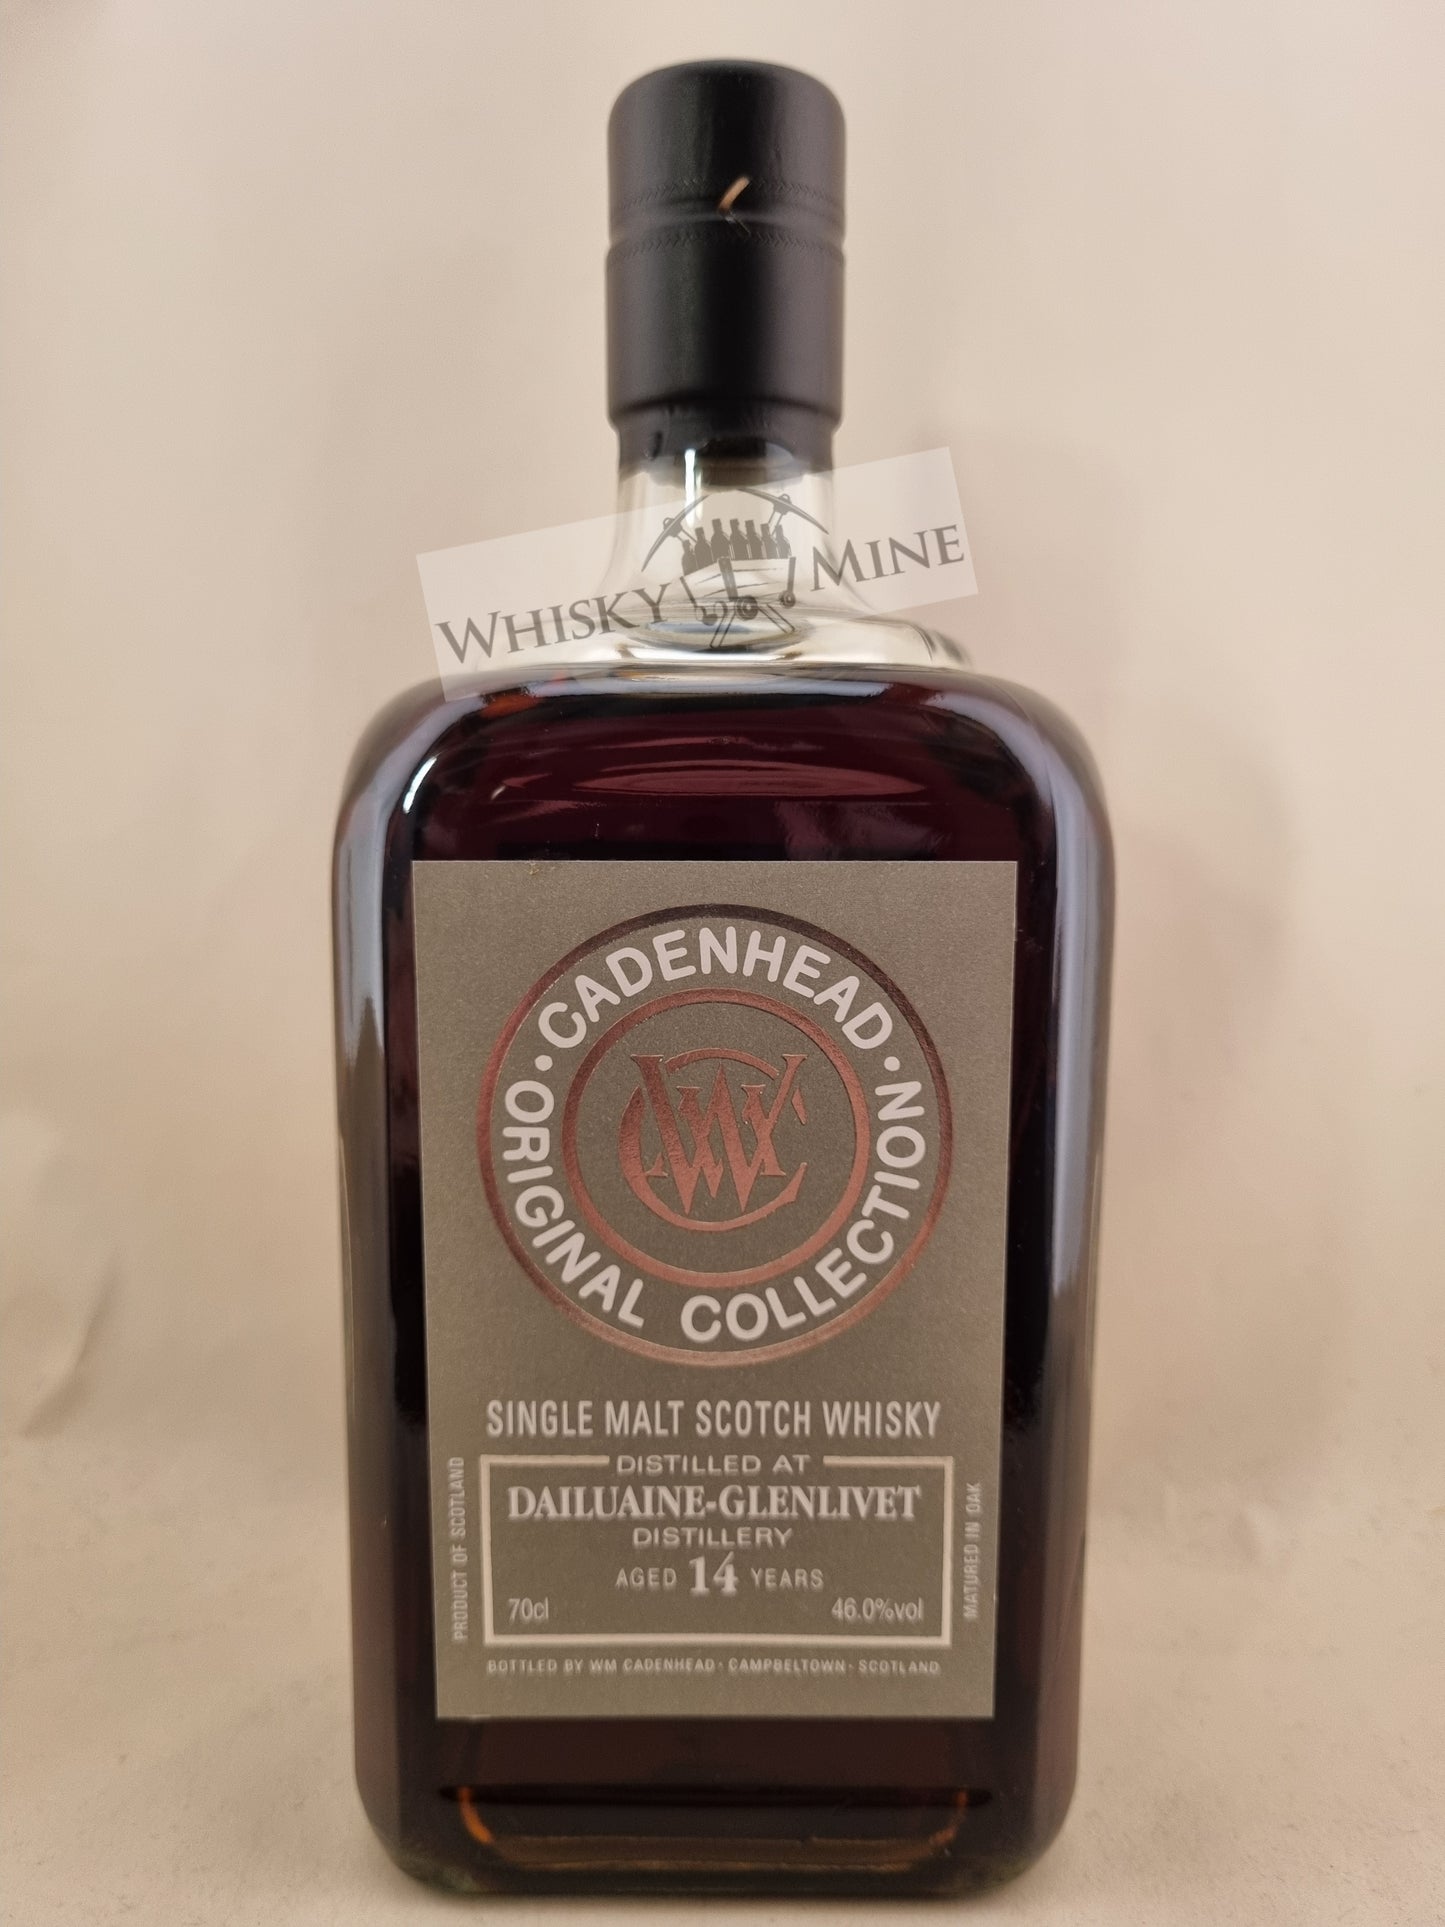 WHISKY MINE
CADENHEAD
ORIGINAL COLLECTION
WC
SINGLE MALT SCOTCH WHISKY
DISTILLED AT
DAILUAINE-GLENLIVET
DISTILLERY
AGED 14 YEARS
70cl 46.0%vol
PRODUCT OF SCOTLAND
MATURED IN OAK
BOTTLED BY WM CADENHEAD · CAMPBELTOWN · SCOTLAND